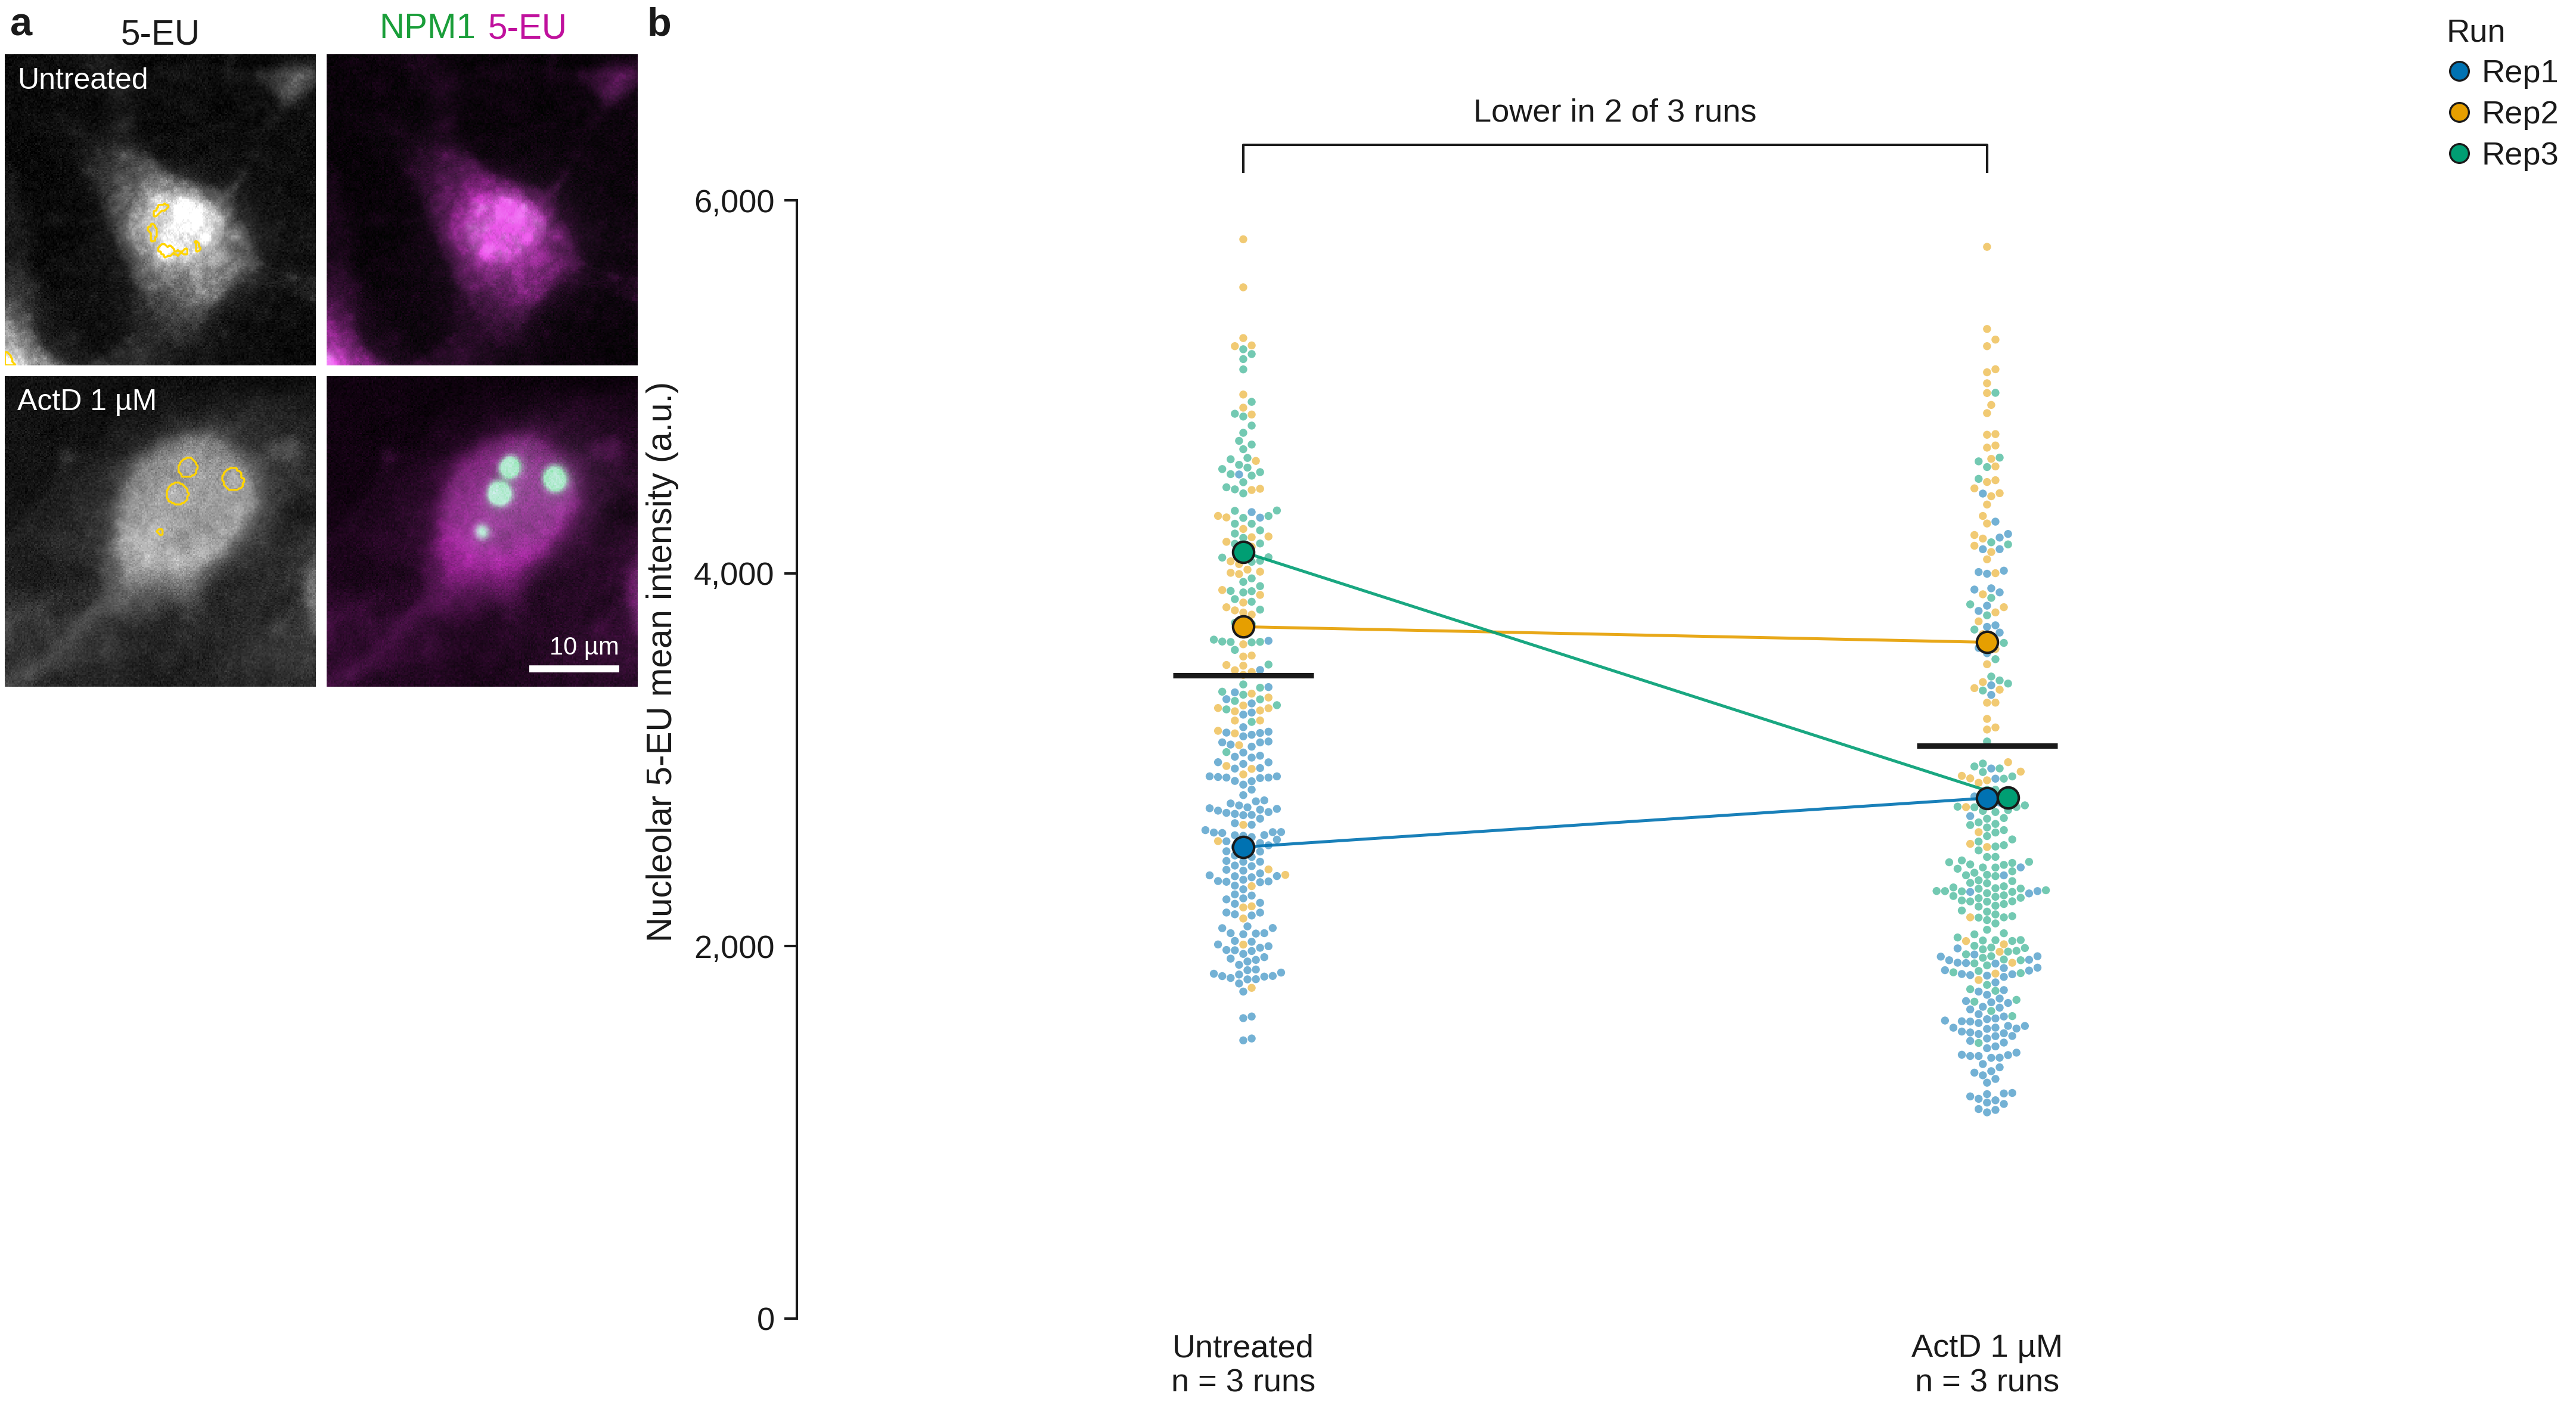 a
5-EU
NPM1 5-EU
Untreated
ActD 1 µM
10 µm
b
Run
Rep1
Rep2
Rep3
Lower in 2 of 3 runs
Nucleolar 5-EU mean intensity (a.u.)
6,000
4,000
2,000
0
Untreated
n = 3 runs
ActD 1 µM
n = 3 runs